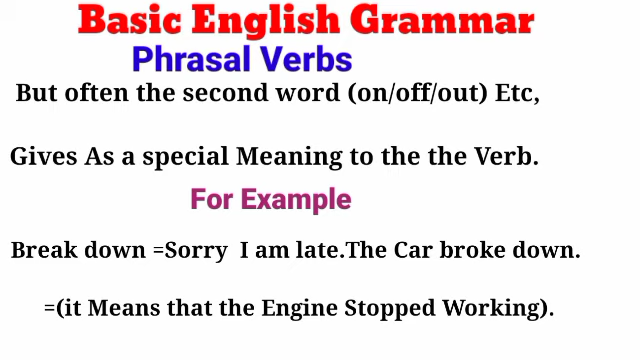 Basic English Grammar
Phrasal Verbs
But often the second word (on/off/out) Etc,
Gives As a special Meaning to the the Verb.
For Example
Break down =Sorry  I am late.The Car broke down.
=(it Means that the Engine Stopped Working).